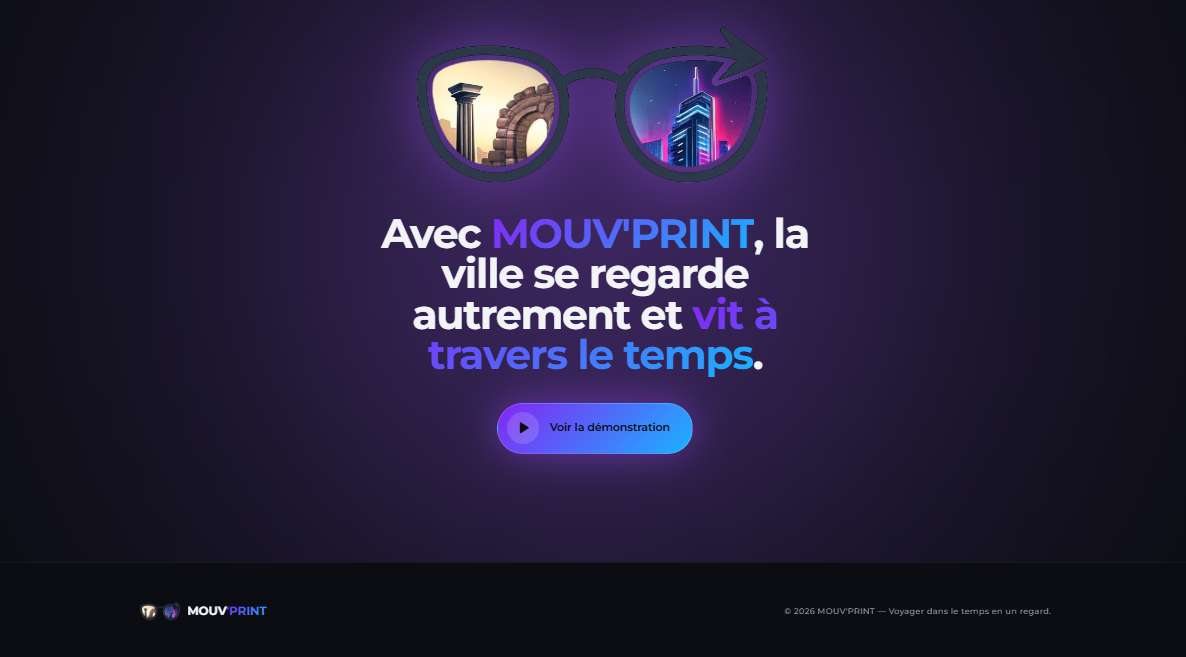 Avec MOUV'PRINT, la
ville se regarde
autrement et vit à
travers le temps.
Voir la démonstration
MOUV'PRINT
© 2026 MOUV'PRINT — Voyager dans le temps en un regard.